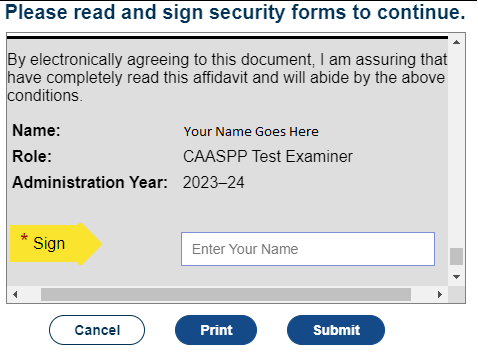 Please read and sign security forms to continue.
By electronically agreeing to this document, I am assuring that
have completely read this affidavit and will abide by the above
conditions.
Name: Your Name Goes Here
Role: CAASPP Test Examiner
Administration Year: 2023–24
* Sign Enter Your Name
Cancel Print Submit